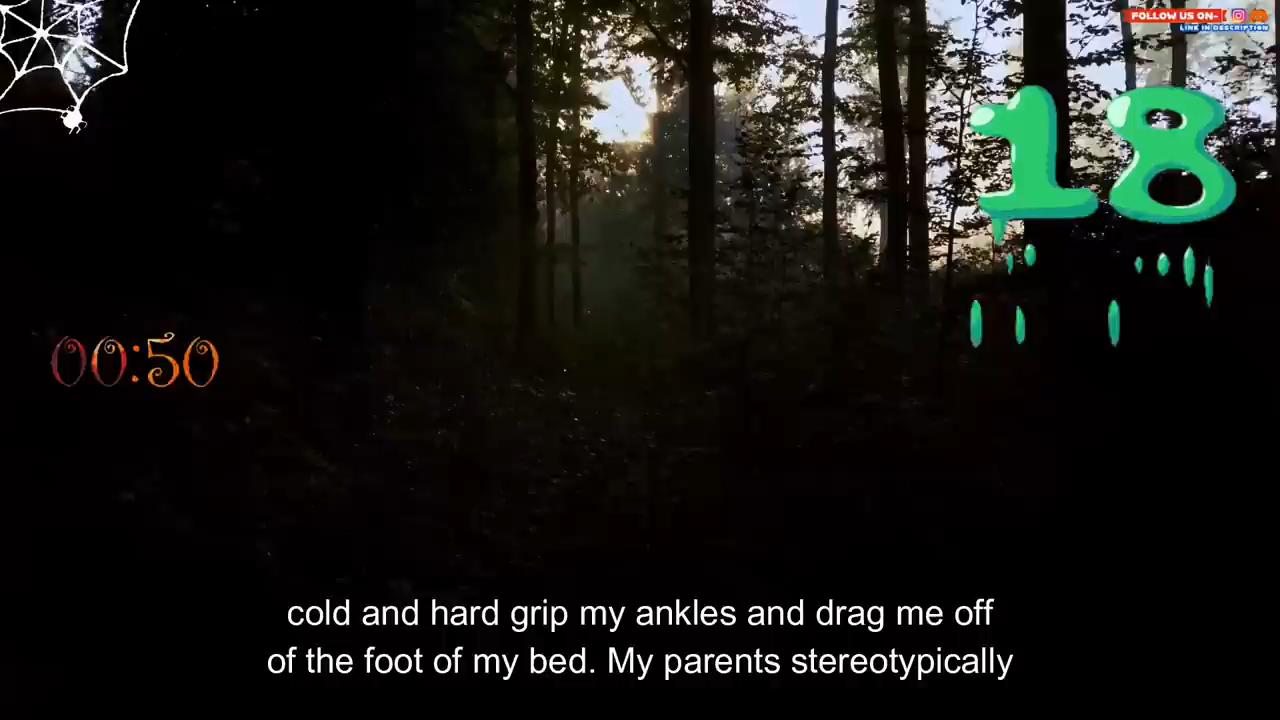 FOLLOW US ON-
LINK IN DESCRIPTION
18
00:50
cold and hard grip my ankles and drag me off
of the foot of my bed. My parents stereotypically